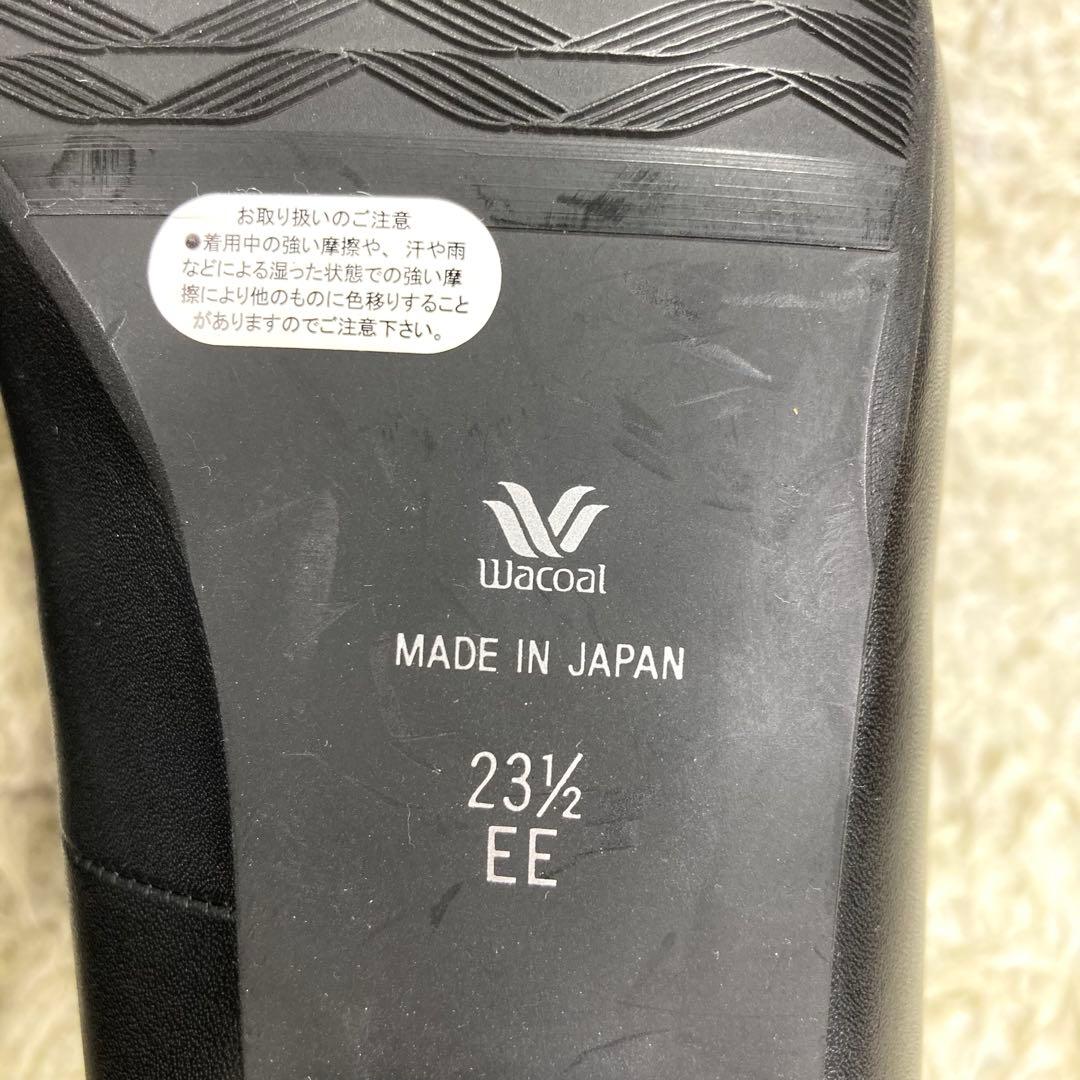 お取り扱いのご注意
●着用中の強い摩擦や、汗や雨
などによる湿った状態での強い摩
擦により他のものに色移りすること
がありますのでご注意下さい。
Wacoal
MADE IN JAPAN
23½
EE